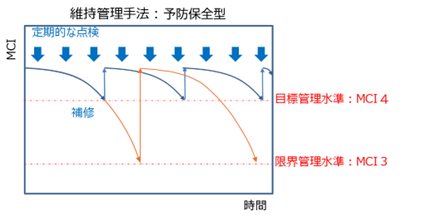 維持管理手法：予防保全型
定期的な点検
MCI
目標管理水準：MCI４
補修
限界管理水準：MCI３
時間